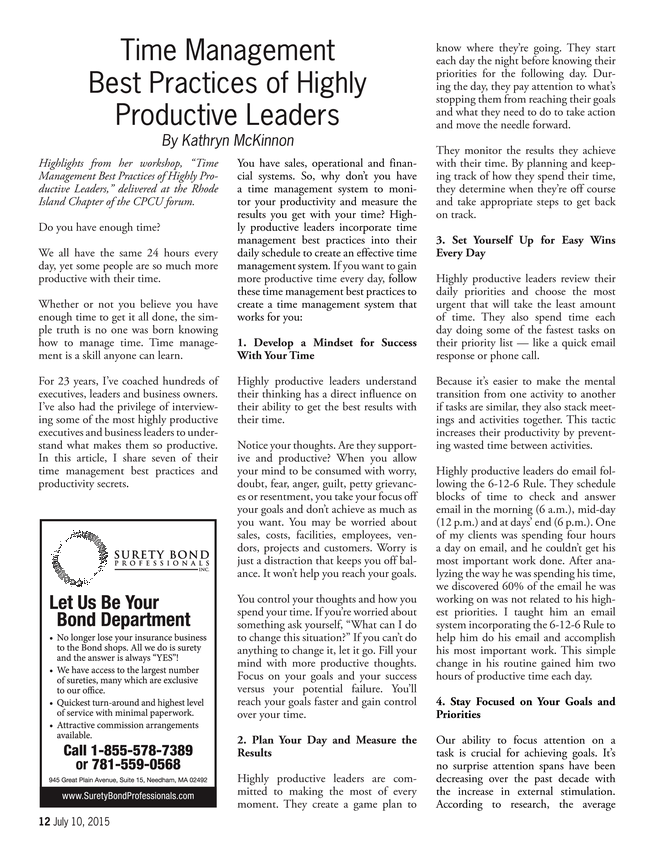 Time Management
Best Practices of Highly
Productive Leaders
By Kathryn McKinnon
Highlights from her workshop, “Time
Management Best Practices of Highly Pro-
ductive Leaders,” delivered at the Rhode
Island Chapter of the CPCU forum.
Do you have enough time?
We all have the same 24 hours every
day, yet some people are so much more
productive with their time.
Whether or not you believe you have
enough time to get it all done, the sim-
ple truth is no one was born knowing
how to manage time. Time manage-
ment is a skill anyone can learn.
For 23 years, I’ve coached hundreds of
executives, leaders and business owners.
I’ve also had the privilege of interview-
ing some of the most highly productive
executives and business leaders to under-
stand what makes them so productive.
In this article, I share seven of their
time management best practices and
productivity secrets.
SURETY BOND
PROFESSIONALS
INC.
Let Us Be Your
Bond Department
• No longer lose your insurance business
to the Bond shops. All we do is surety
and the answer is always “YES”!
• We have access to the largest number
of sureties, many which are exclusive
to our office.
• Quickest turn-around and highest level
of service with minimal paperwork.
• Attractive commission arrangements
available.
Call 1-855-578-7389
or 781-559-0568
945 Great Plain Avenue, Suite 15, Needham, MA 02492
www.SuretyBondProfessionals.com
You have sales, operational and finan-
cial systems. So, why don’t you have
a time management system to moni-
tor your productivity and measure the
results you get with your time? High-
ly productive leaders incorporate time
management best practices into their
daily schedule to create an effective time
management system. If you want to gain
more productive time every day, follow
these time management best practices to
create a time management system that
works for you:
1. Develop a Mindset for Success
With Your Time
Highly productive leaders understand
their thinking has a direct influence on
their ability to get the best results with
their time.
Notice your thoughts. Are they support-
ive and productive? When you allow
your mind to be consumed with worry,
doubt, fear, anger, guilt, petty grievanc-
es or resentment, you take your focus off
your goals and don’t achieve as much as
you want. You may be worried about
sales, costs, facilities, employees, ven-
dors, projects and customers. Worry is
just a distraction that keeps you off bal-
ance. It won’t help you reach your goals.
You control your thoughts and how you
spend your time. If you’re worried about
something ask yourself, “What can I do
to change this situation?” If you can’t do
anything to change it, let it go. Fill your
mind with more productive thoughts.
Focus on your goals and your success
versus your potential failure. You’ll
reach your goals faster and gain control
over your time.
2. Plan Your Day and Measure the
Results
Highly productive leaders are com-
mitted to making the most of every
moment. They create a game plan to
know where they’re going. They start
each day the night before knowing their
priorities for the following day. Dur-
ing the day, they pay attention to what’s
stopping them from reaching their goals
and what they need to do to take action
and move the needle forward.
They monitor the results they achieve
with their time. By planning and keep-
ing track of how they spend their time,
they determine when they’re off course
and take appropriate steps to get back
on track.
3. Set Yourself Up for Easy Wins
Every Day
Highly productive leaders review their
daily priorities and choose the most
urgent that will take the least amount
of time. They also spend time each
day doing some of the fastest tasks on
their priority list — like a quick email
response or phone call.
Because it’s easier to make the mental
transition from one activity to another
if tasks are similar, they also stack meet-
ings and activities together. This tactic
increases their productivity by prevent-
ing wasted time between activities.
Highly productive leaders do email fol-
lowing the 6-12-6 Rule. They schedule
blocks of time to check and answer
email in the morning (6 a.m.), mid-day
(12 p.m.) and at days’ end (6 p.m.). One
of my clients was spending four hours
a day on email, and he couldn’t get his
most important work done. After ana-
lyzing the way he was spending his time,
we discovered 60% of the email he was
working on was not related to his high-
est priorities. I taught him an email
system incorporating the 6-12-6 Rule to
help him do his email and accomplish
his most important work. This simple
change in his routine gained him two
hours of productive time each day.
4. Stay Focused on Your Goals and
Priorities
Our ability to focus attention on a
task is crucial for achieving goals. It’s
no surprise attention spans have been
decreasing over the past decade with
the increase in external stimulation.
According to research, the average
12 July 10, 2015